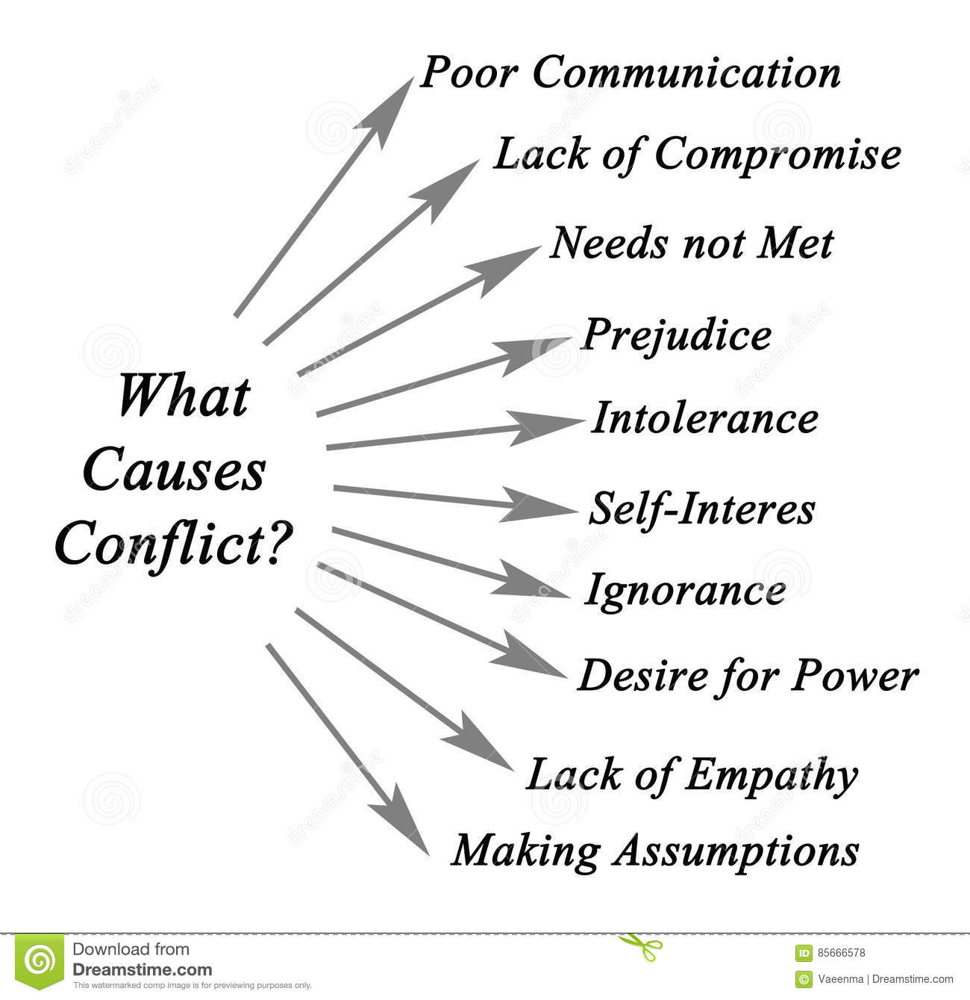 Poor Communication
Lack of Compromise
Needs not Met
Prejudice
Intolerance
What
Causes
Conflict?
Self-Interes
Ignorance
Desire for Power
Lack of Empathy
Making Assumptions
Download from
Dreamstime.com
This watermarked comp image is for previewing purposes only.
ID 85666578
© Vaeenma | Dreamstime.com
dreamstime